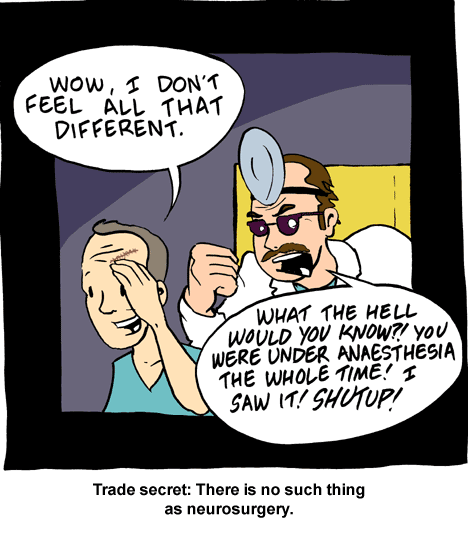 WOW, I DON'T
FEEL ALL THAT
DIFFERENT.
WHAT THE HELL
WOULD YOU KNOW?! YOU
WERE UNDER ANAESTHESIA
THE WHOLE TIME! I
SAW IT! SHUTUP!
Trade secret: There is no such thing
as neurosurgery.